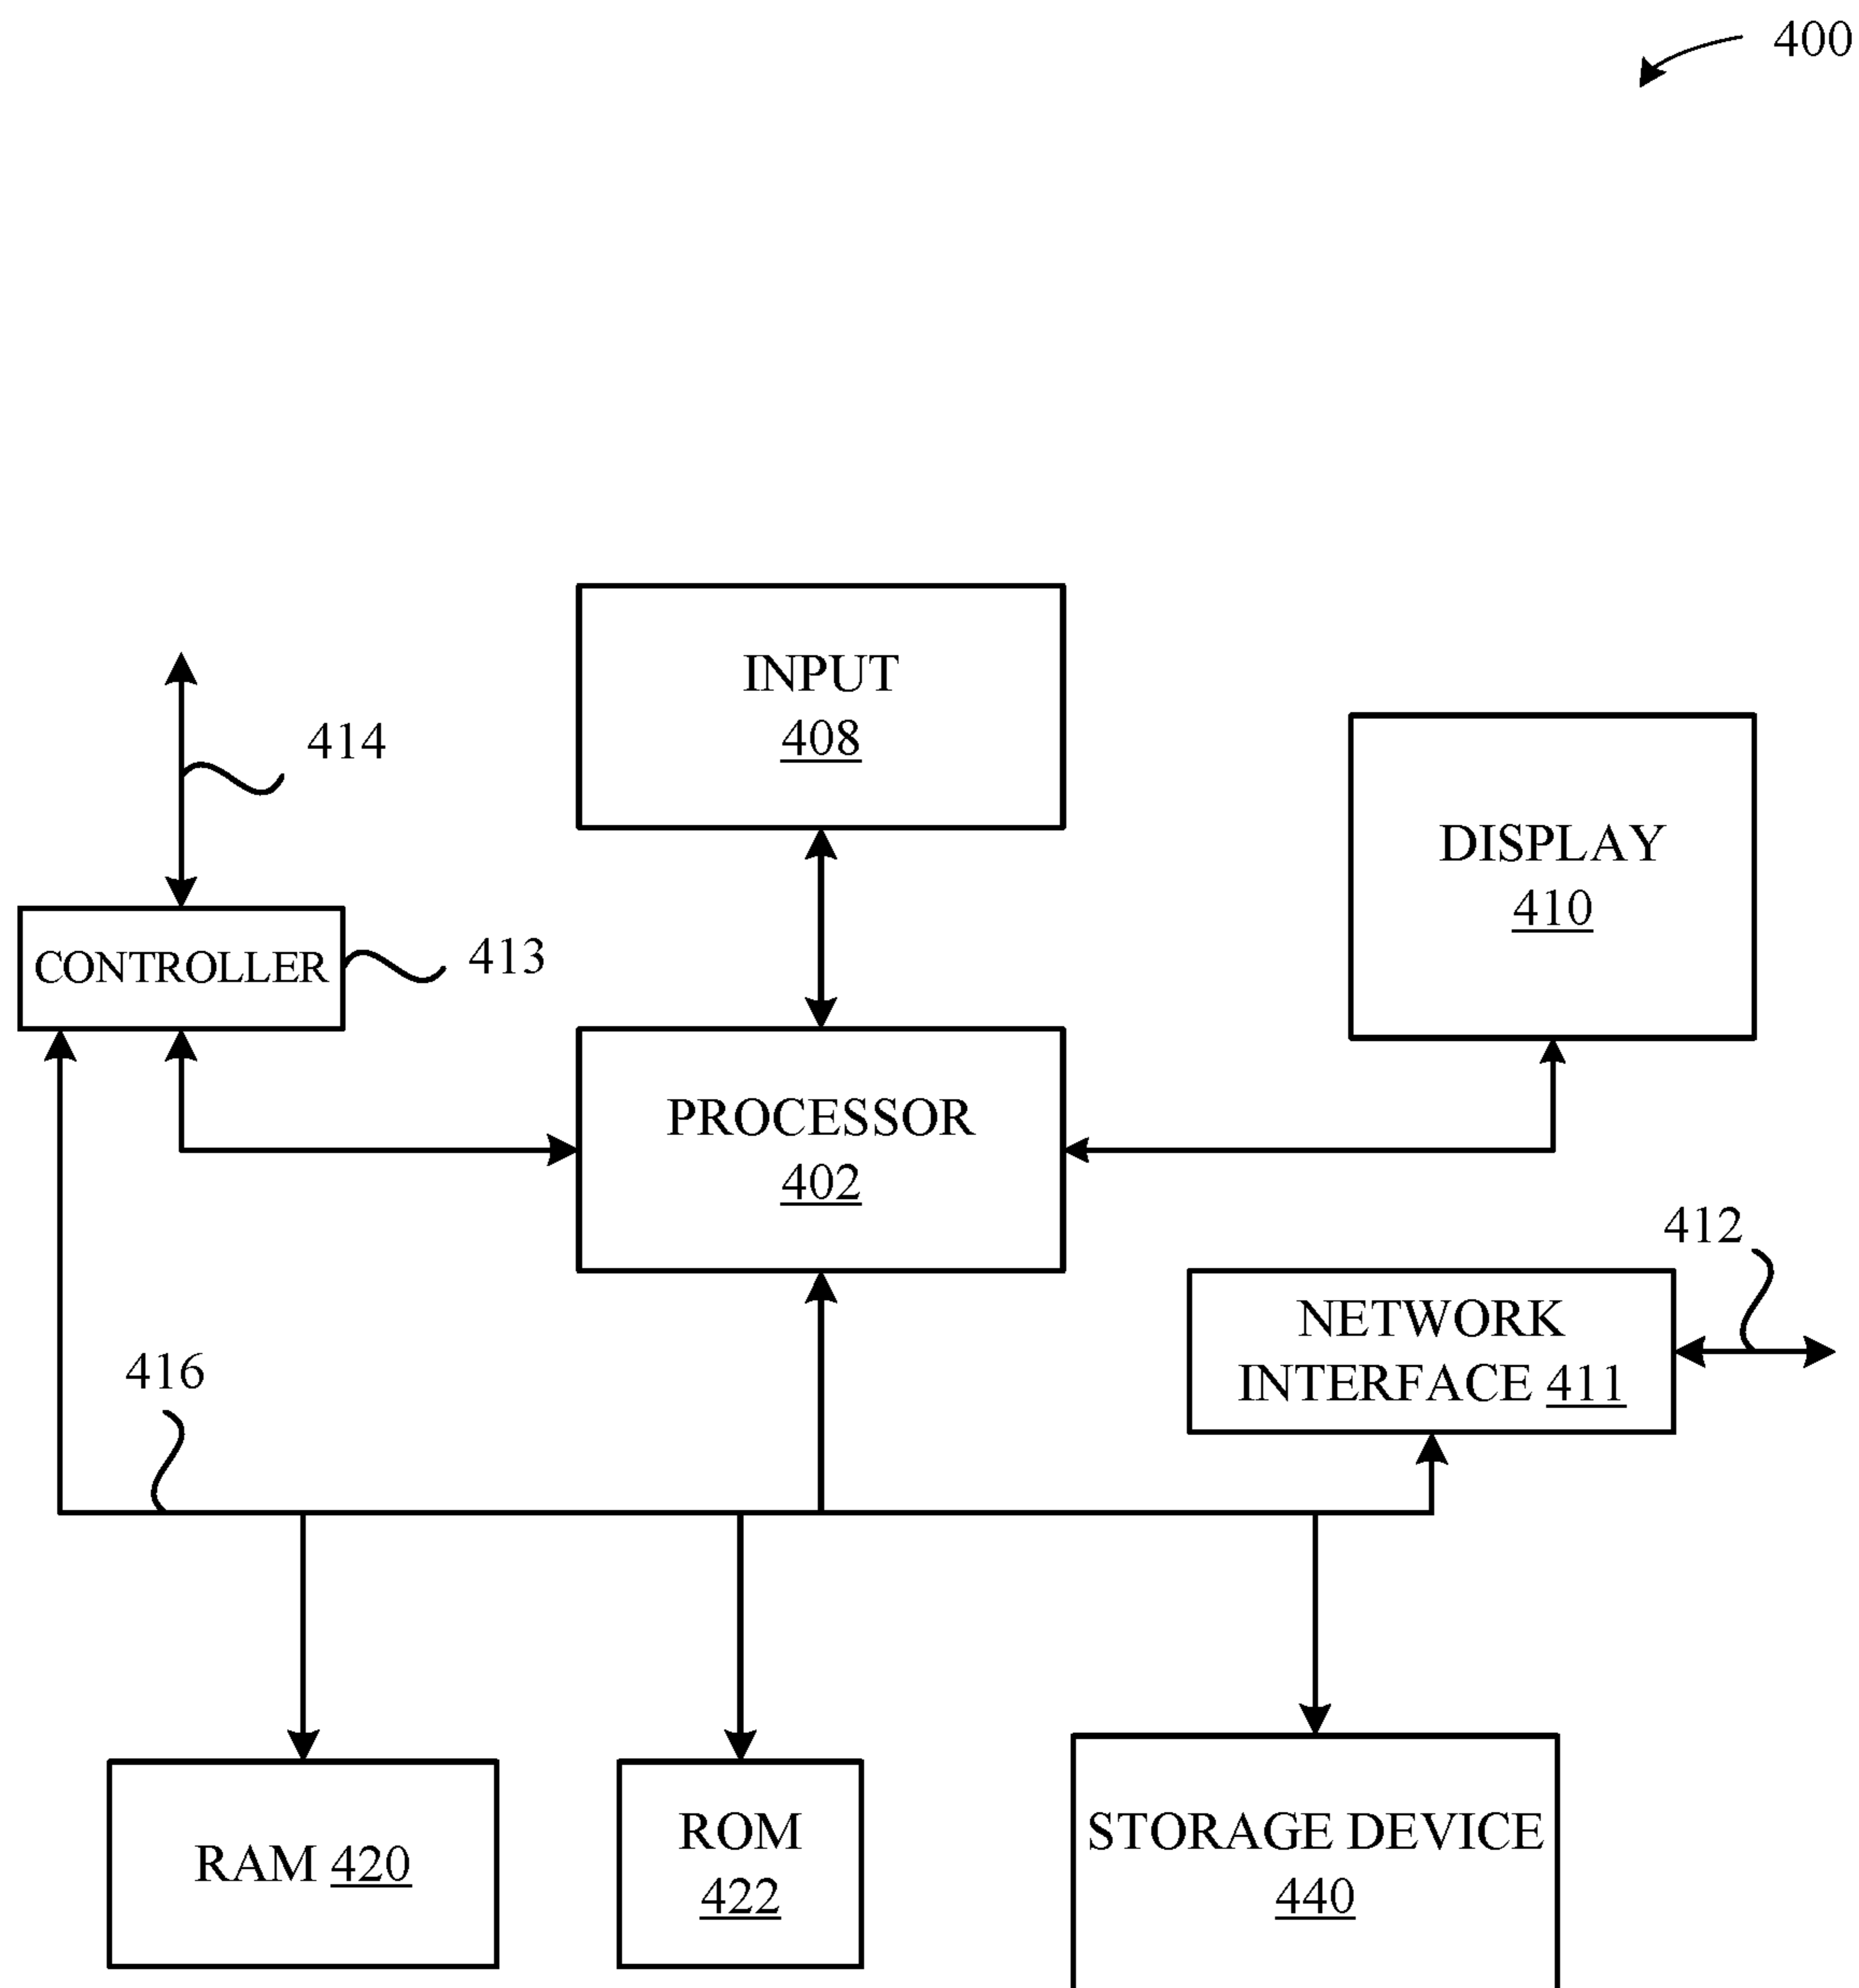 400
INPUT
408
414
DISPLAY
410
CONTROLLER
413
PROCESSOR
402
412
NETWORK
INTERFACE 411
416
RAM 420
ROM
422
STORAGE DEVICE
440